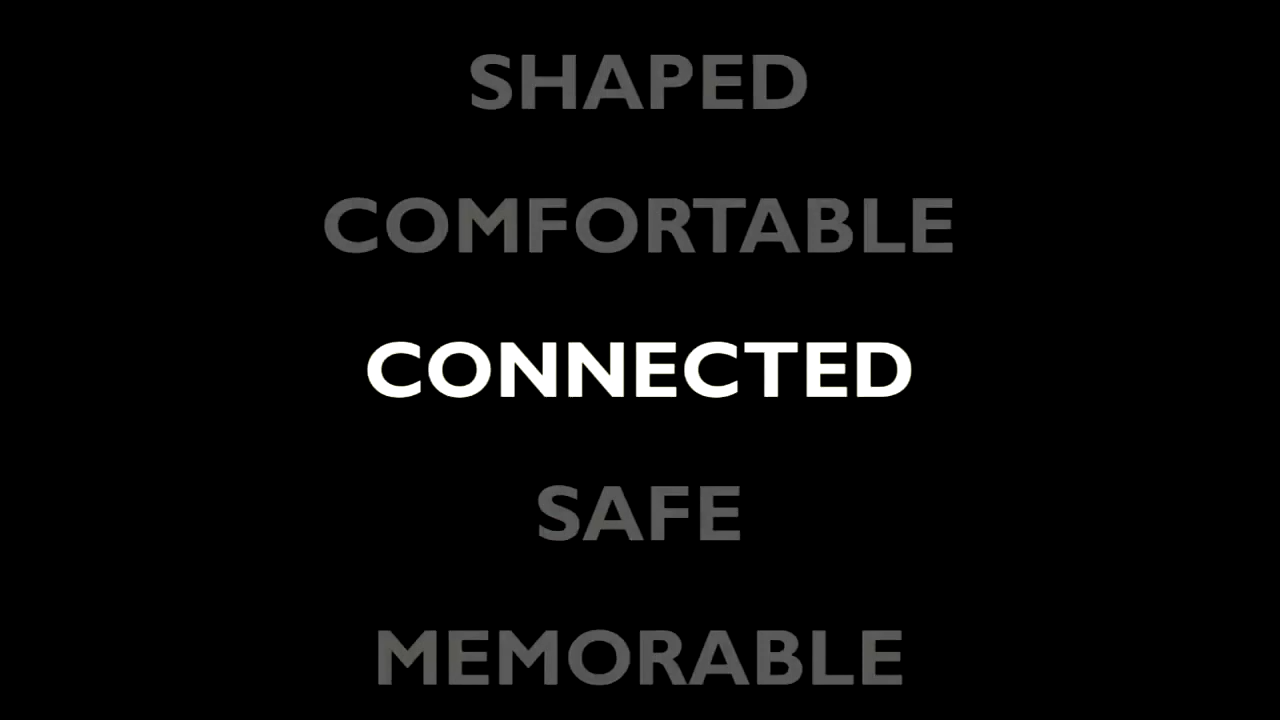 SHAPED
COMFORTABLE
CONNECTED
SAFE
MEMORABLE